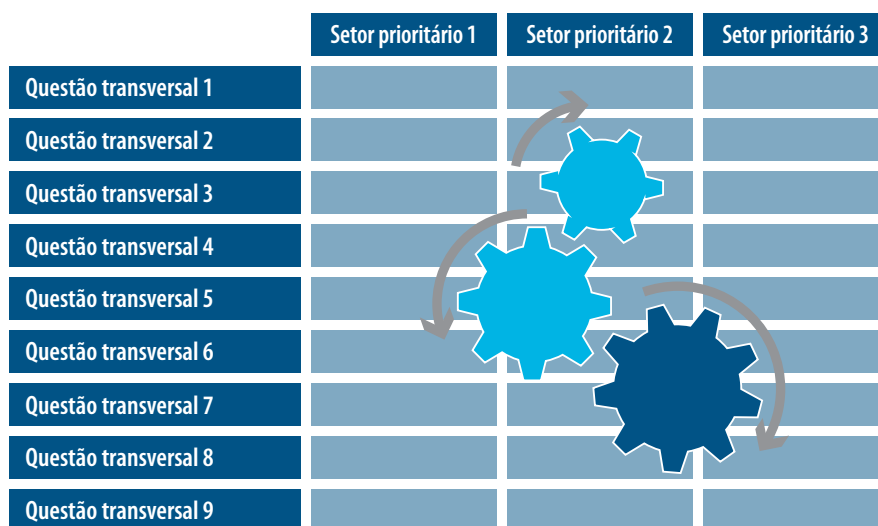 Setor prioritário 1 Setor prioritário 2 Setor prioritário 3
Questão transversal 1
Questão transversal 2
Questão transversal 3
Questão transversal 4
Questão transversal 5
Questão transversal 6
Questão transversal 7
Questão transversal 8
Questão transversal 9